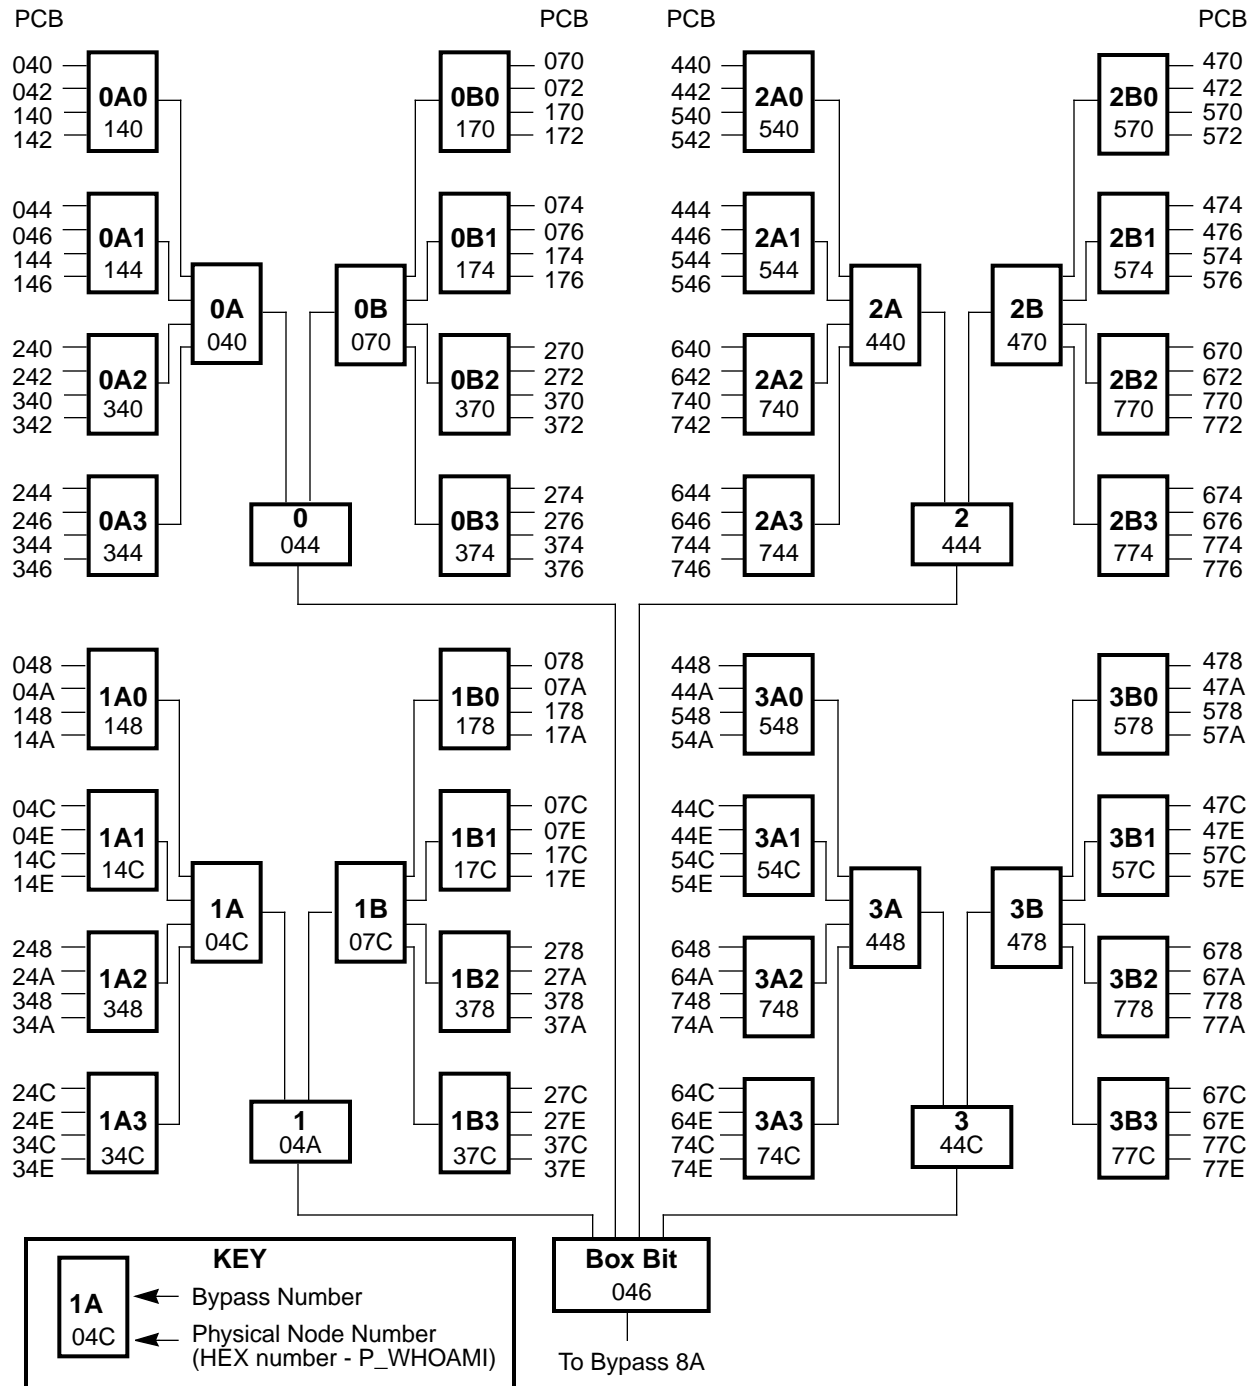 PCB PCB PCB PCB
040
042
140
142
0A0
140
0B0
170
070
072
170
172
440
442
540
542
2A0
540
2B0
570
470
472
570
572
044
046
144
146
0A1
144
0B1
174
074
076
174
176
444
446
544
546
2A1
544
2B1
574
474
476
574
576
0A
040
0B
070
2A
440
2B
470
240
242
340
342
0A2
340
0B2
370
270
272
370
372
640
642
740
742
2A2
740
2B2
770
670
672
770
772
244
246
344
346
0A3
344
0
044
0B3
374
274
276
374
376
644
646
744
746
2A3
744
2
444
2B3
774
674
676
774
776
048
04A
148
14A
1A0
148
1B0
178
078
07A
178
17A
448
44A
548
54A
3A0
548
3B0
578
478
47A
578
57A
04C
04E
14C
14E
1A1
14C
1B1
17C
07C
07E
17C
17E
44C
44E
54C
54E
3A1
54C
3B1
57C
47C
47E
57C
57E
1A
04C
1B
07C
3A
448
3B
478
248
24A
348
34A
1A2
348
1B2
378
278
27A
378
37A
648
64A
748
74A
3A2
748
3B2
778
678
67A
778
77A
24C
24E
34C
34E
1A3
34C
1
04A
1B3
37C
27C
27E
37C
37E
64C
64E
74C
74E
3A3
74C
3
44C
3B3
77C
67C
67E
77C
77E
KEY
1A
04C
Bypass Number
Physical Node Number
(HEX number - P_WHOAMI)
Box Bit
046
To Bypass 8A